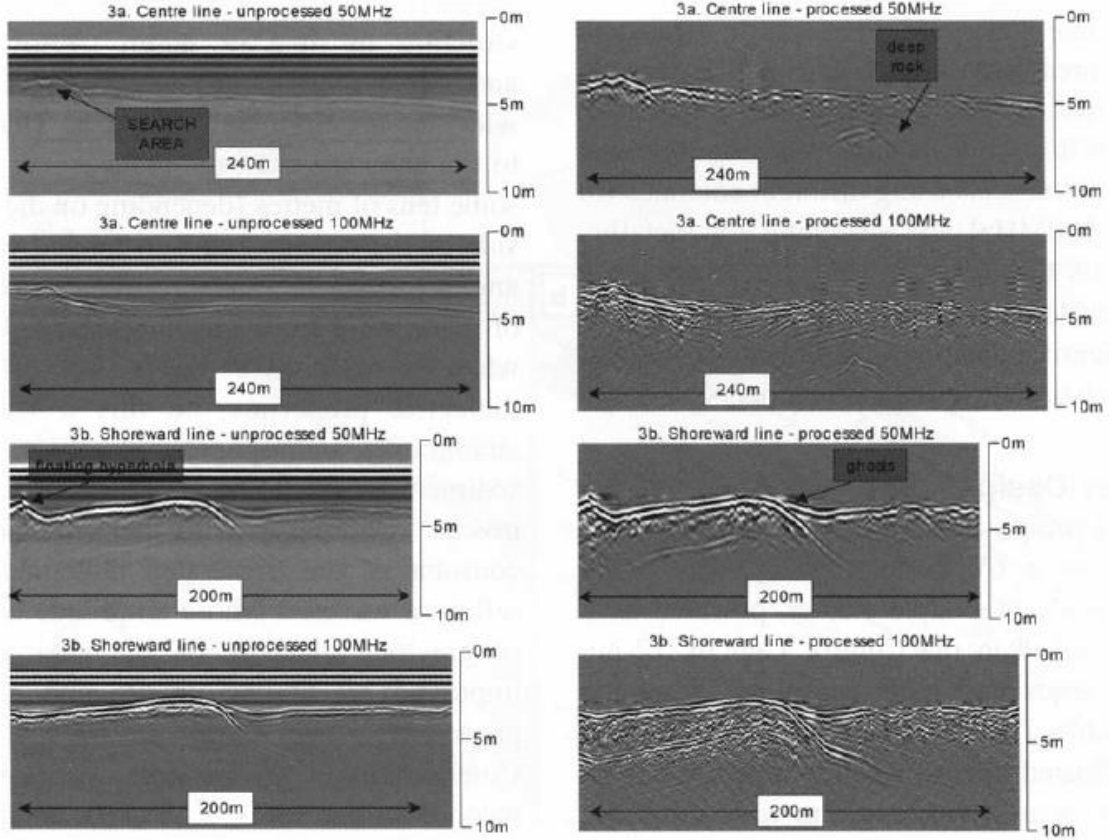 3a. Centre line - unprocessed 50MHz
0m
SEARCH
AREA
5m
240m
10m
3a. Centre line - processed 50MHz
0m
deep
rock
5m
240m
10m
3a. Centre line - unprocessed 100MHz
0m
5m
240m
10m
3a. Centre line - processed 100MHz
0m
5m
240m
10m
3b. Shoreward line - unprocessed 50MHz
0m
floating hyperbola
5m
200m
10m
3b. Shoreward line - processed 50MHz
0m
ghosts
5m
200m
10m
3b. Shoreward line - unprocessed 100MHz
0m
5m
200m
10m
3b. Shoreward line - processed 100MHz
0m
5m
200m
10m